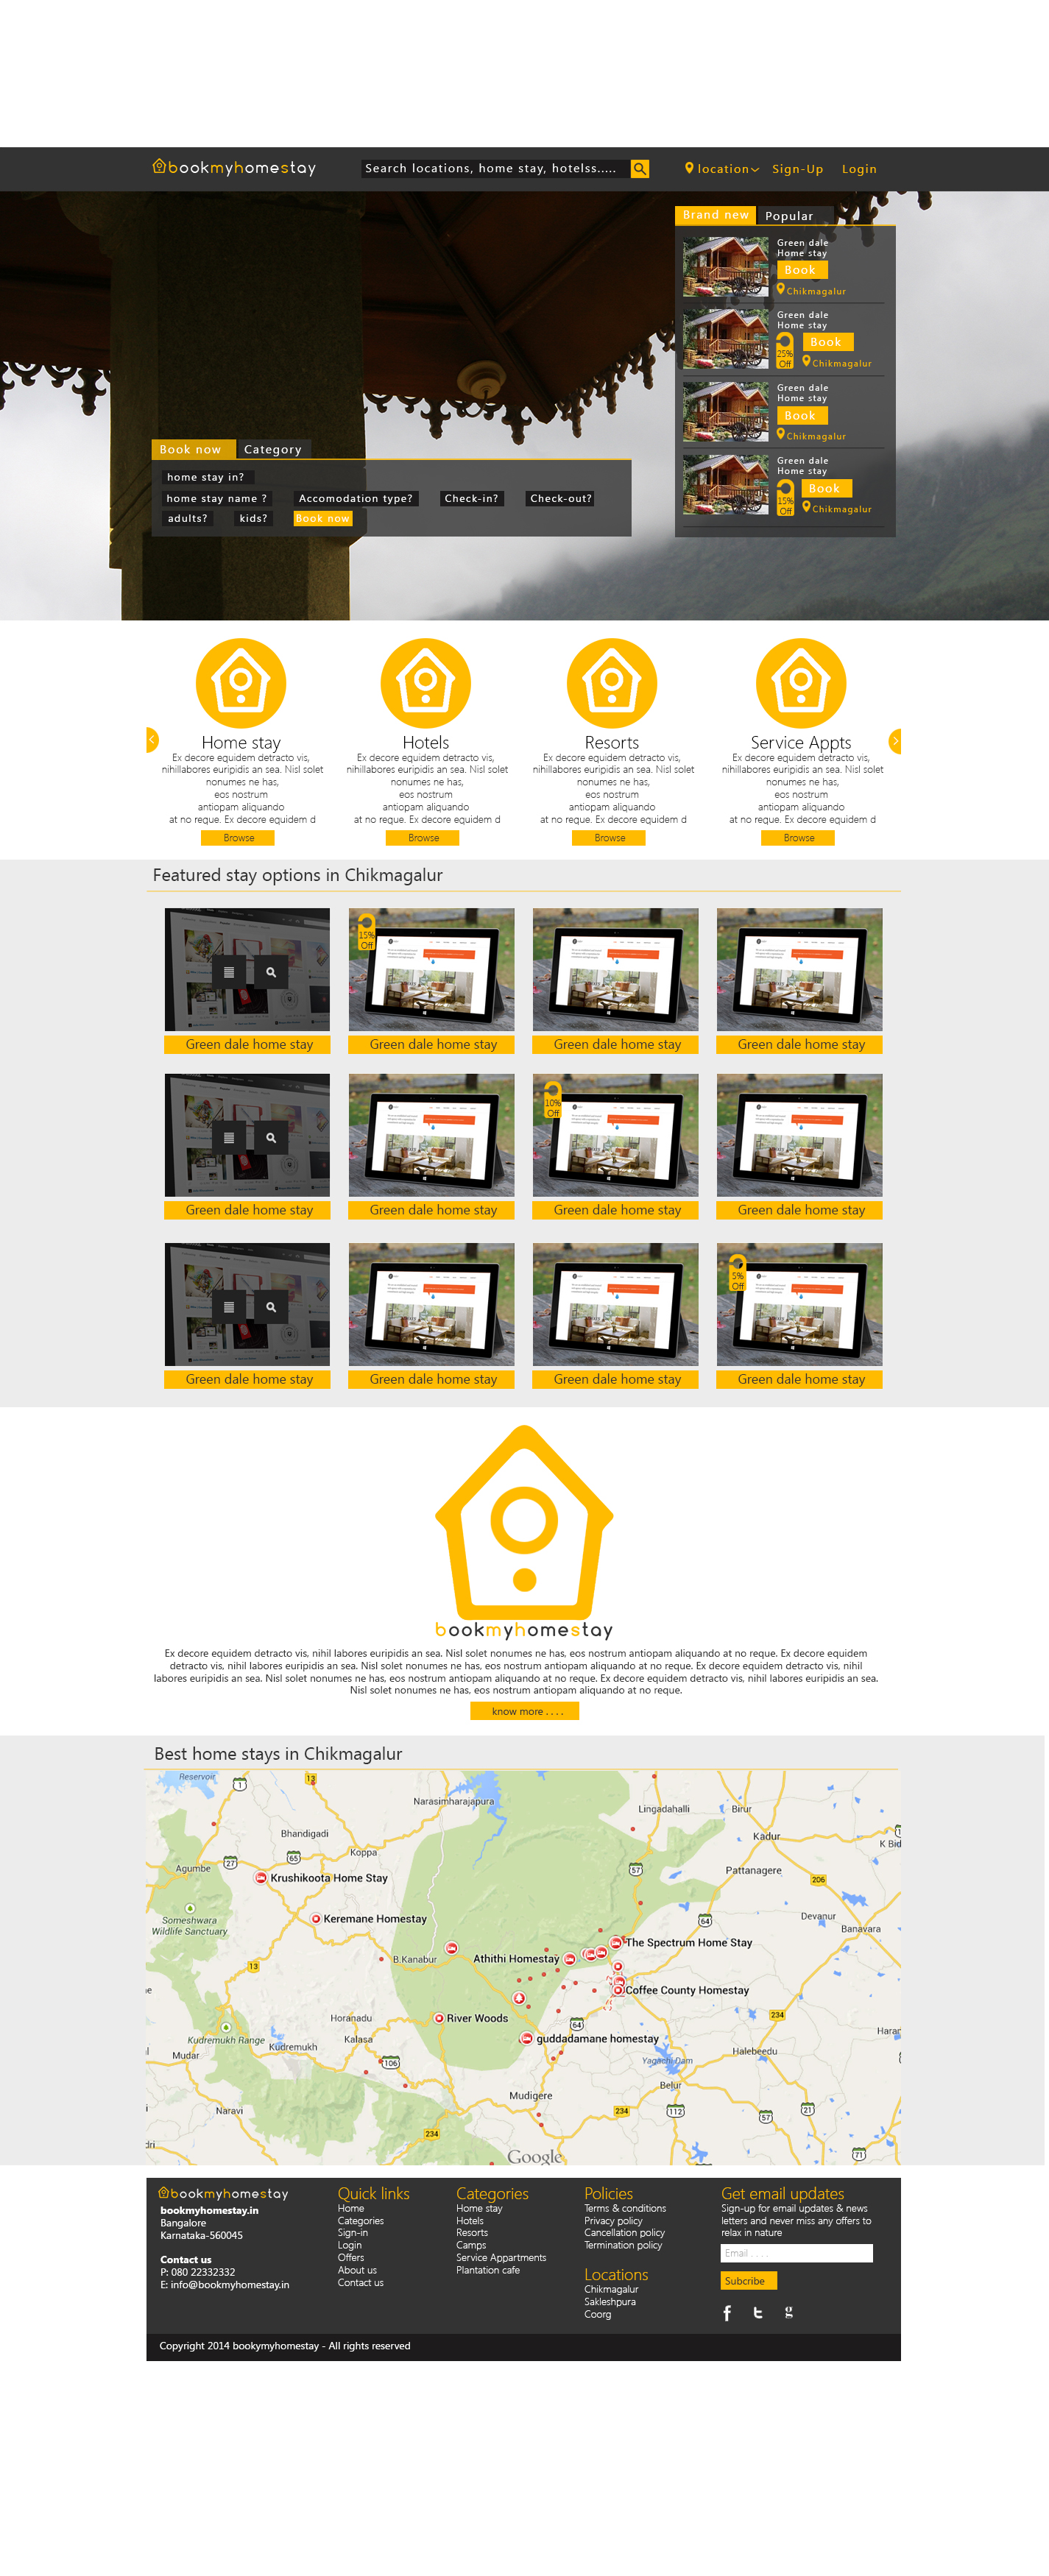 bookmyhomestay
Search locations, home stay, hotelss.....
location
Sign-Up
Login
Brand new
Popular
Green dale
Home stay
Book
Chikmagalur
Green dale
Home stay
25%
Off
Book
Chikmagalur
Green dale
Home stay
Book
Chikmagalur
Green dale
Home stay
15%
Off
Book
Chikmagalur
Book now
Category
home stay in?
home stay name ?
Accomodation type?
Check-in?
Check-out?
adults?
kids?
Book now
Home stay
Ex decore equidem detracto vis,
nihillabores euripidis an sea. Nisl solet
nonumes ne has,
eos nostrum
antiopam aliquando
at no reque. Ex decore equidem d
Browse
Hotels
Ex decore equidem detracto vis,
nihillabores euripidis an sea. Nisl solet
nonumes ne has,
eos nostrum
antiopam aliquando
at no reque. Ex decore equidem d
Browse
Resorts
Ex decore equidem detracto vis,
nihillabores euripidis an sea. Nisl solet
nonumes ne has,
eos nostrum
antiopam aliquando
at no reque. Ex decore equidem d
Browse
Service Appts
Ex decore equidem detracto vis,
nihillabores euripidis an sea. Nisl solet
nonumes ne has,
eos nostrum
antiopam aliquando
at no reque. Ex decore equidem d
Browse
Featured stay options in Chikmagalur
15%
Off
Green dale home stay
Green dale home stay
Green dale home stay
Green dale home stay
10%
Off
Green dale home stay
Green dale home stay
Green dale home stay
Green dale home stay
5%
Off
Green dale home stay
Green dale home stay
Green dale home stay
Green dale home stay
bookmyhomestay
Ex decore equidem detracto vis, nihil labores euripidis an sea. Nisl solet nonumes ne has, eos nostrum antiopam aliquando at no reque. Ex decore equidem
detracto vis, nihil labores euripidis an sea. Nisl solet nonumes ne has, eos nostrum antiopam aliquando at no reque. Ex decore equidem detracto vis, nihil
labores euripidis an sea. Nisl solet nonumes ne has, eos nostrum antiopam aliquando at no reque. Ex decore equidem detracto vis, nihil labores euripidis an sea.
Nisl solet nonumes ne has, eos nostrum antiopam aliquando at no reque.
know more . . . .
Best home stays in Chikmagalur
Reservoir
1
13
Narasimharajapura
Lingadahalli
Birur
Bhandigadi
Kadur
K Bid
Koppa
65
27
Agumbe
57
Pattanagere
206
Krushikoota Home Stay
Someshwara
Wildlife Sanctuary
Keremane Homestay
64
Devanur
Banavara
The Spectrum Home Stay
B.Kanabur
Athithi Homestay
13
Coffee County Homestay
Horanadu
River Woods
64
234
Kudremukh Range
Kudremukh
Kalasa
guddadamane homestay
Haran
Mudar
106
Yagachi Dam
Halebeedu
Belur
Mudigere
Naravi
234
112
57
21
234
dri
Google
71
bookmyhomestay
bookmyhomestay.in
Bangalore
Karnataka-560045
Contact us
P: 080 22332332
E: info@bookmyhomestay.in
Quick links
Home
Categories
Sign-in
Login
Offers
About us
Contact us
Categories
Home stay
Hotels
Resorts
Camps
Service Appartments
Plantation cafe
Policies
Terms & conditions
Privacy policy
Cancellation policy
Termination policy
Locations
Chikmagalur
Sakleshpura
Coorg
Get email updates
Sign-up for email updates & news
letters and never miss any offers to
relax in nature
Email . . . .
Subcribe
Copyright 2014 bookymyhomestay - All rights reserved